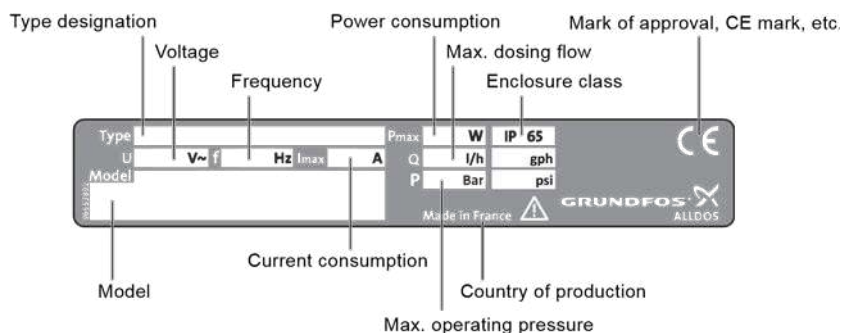 Type designation
Power consumption
Mark of approval, CE mark, etc.
Voltage
Max. dosing flow
Frequency
Enclosure class
Type
Pmax W IP 65
CE
U V~ f Hz Imax A Q l/h gph
Model P Bar psi
Made in France
GRUNDFOS
ALLDOS
Current consumption
Model
Country of production
Max. operating pressure